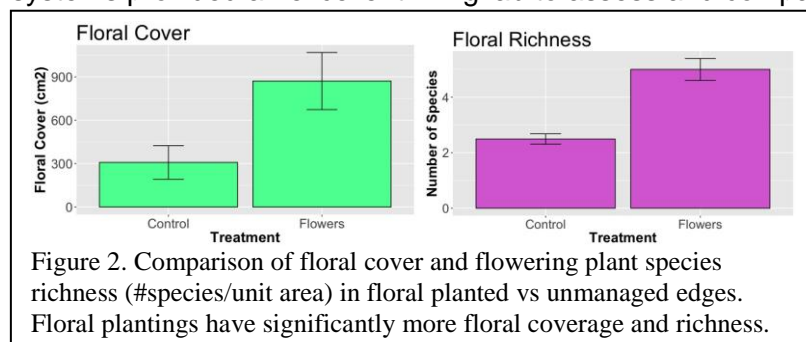 Floral Cover
Floral Cover (cm2)
900
600
300
0
Control
Flowers
Treatment
Floral Richness
Number of Species
4
2
0
Control
Flowers
Treatment
Figure 2. Comparison of floral cover and flowering plant species
richness (#species/unit area) in floral planted vs unmanaged edges.
Floral plantings have significantly more floral coverage and richness.